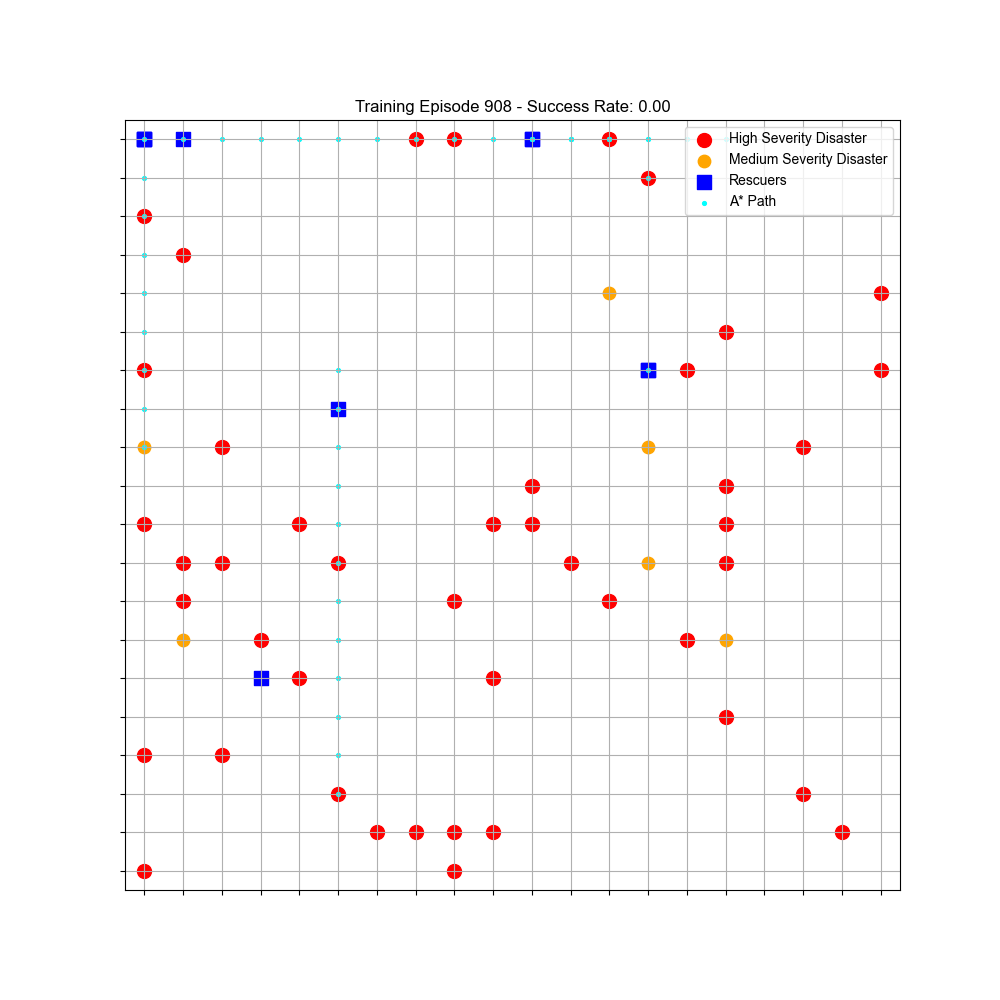 Training Episode 908 - Success Rate: 0.00
High Severity Disaster
Medium Severity Disaster
Rescuers
A* Path